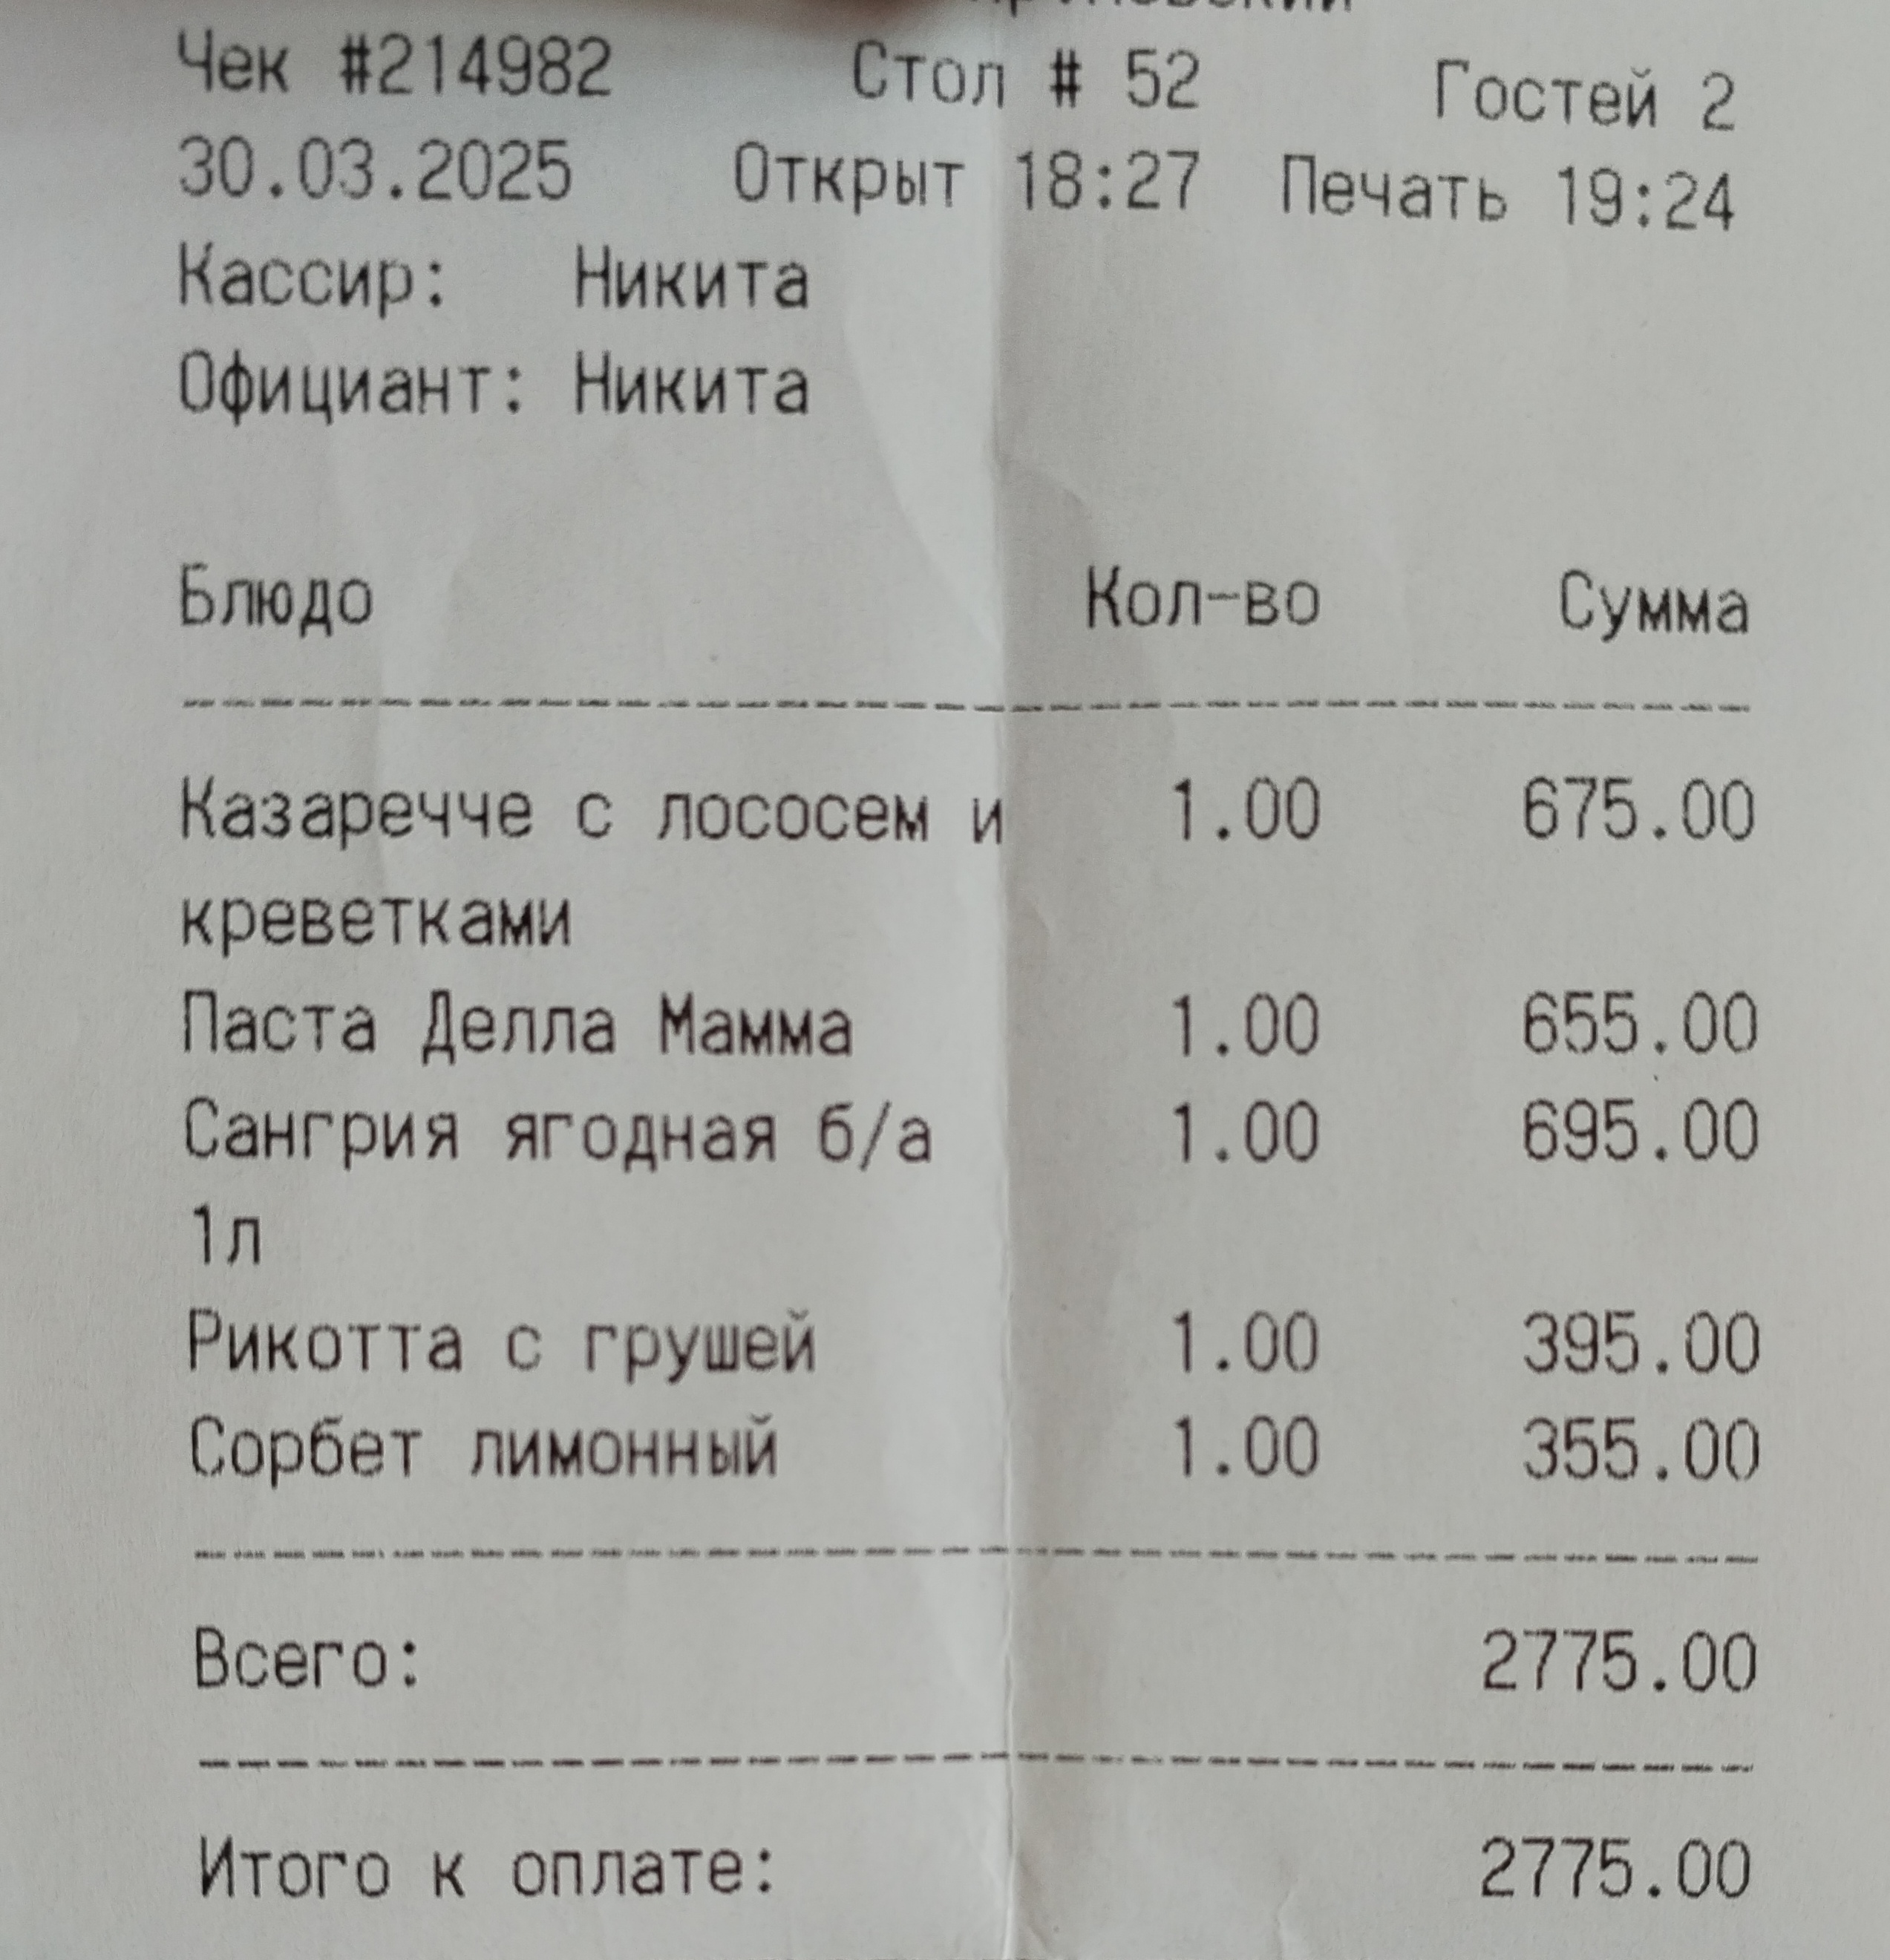 Чек #214982 Стол # 52 Гостей 2
30.03.2025 Открыт 18:27 Печать 19:24
Кассир: Никита
Официант: Никита
Блюдо Кол-во Сумма
Казаречче с лососем и 1.00 675.00
креветками
Паста Делла Мамма 1.00 655.00
Сангрия ягодная б/а 1.00 695.00
1л
Рикотта с грушей 1.00 395.00
Сорбет лимонный 1.00 355.00
Всего: 2775.00
Итого к оплате: 2775.00